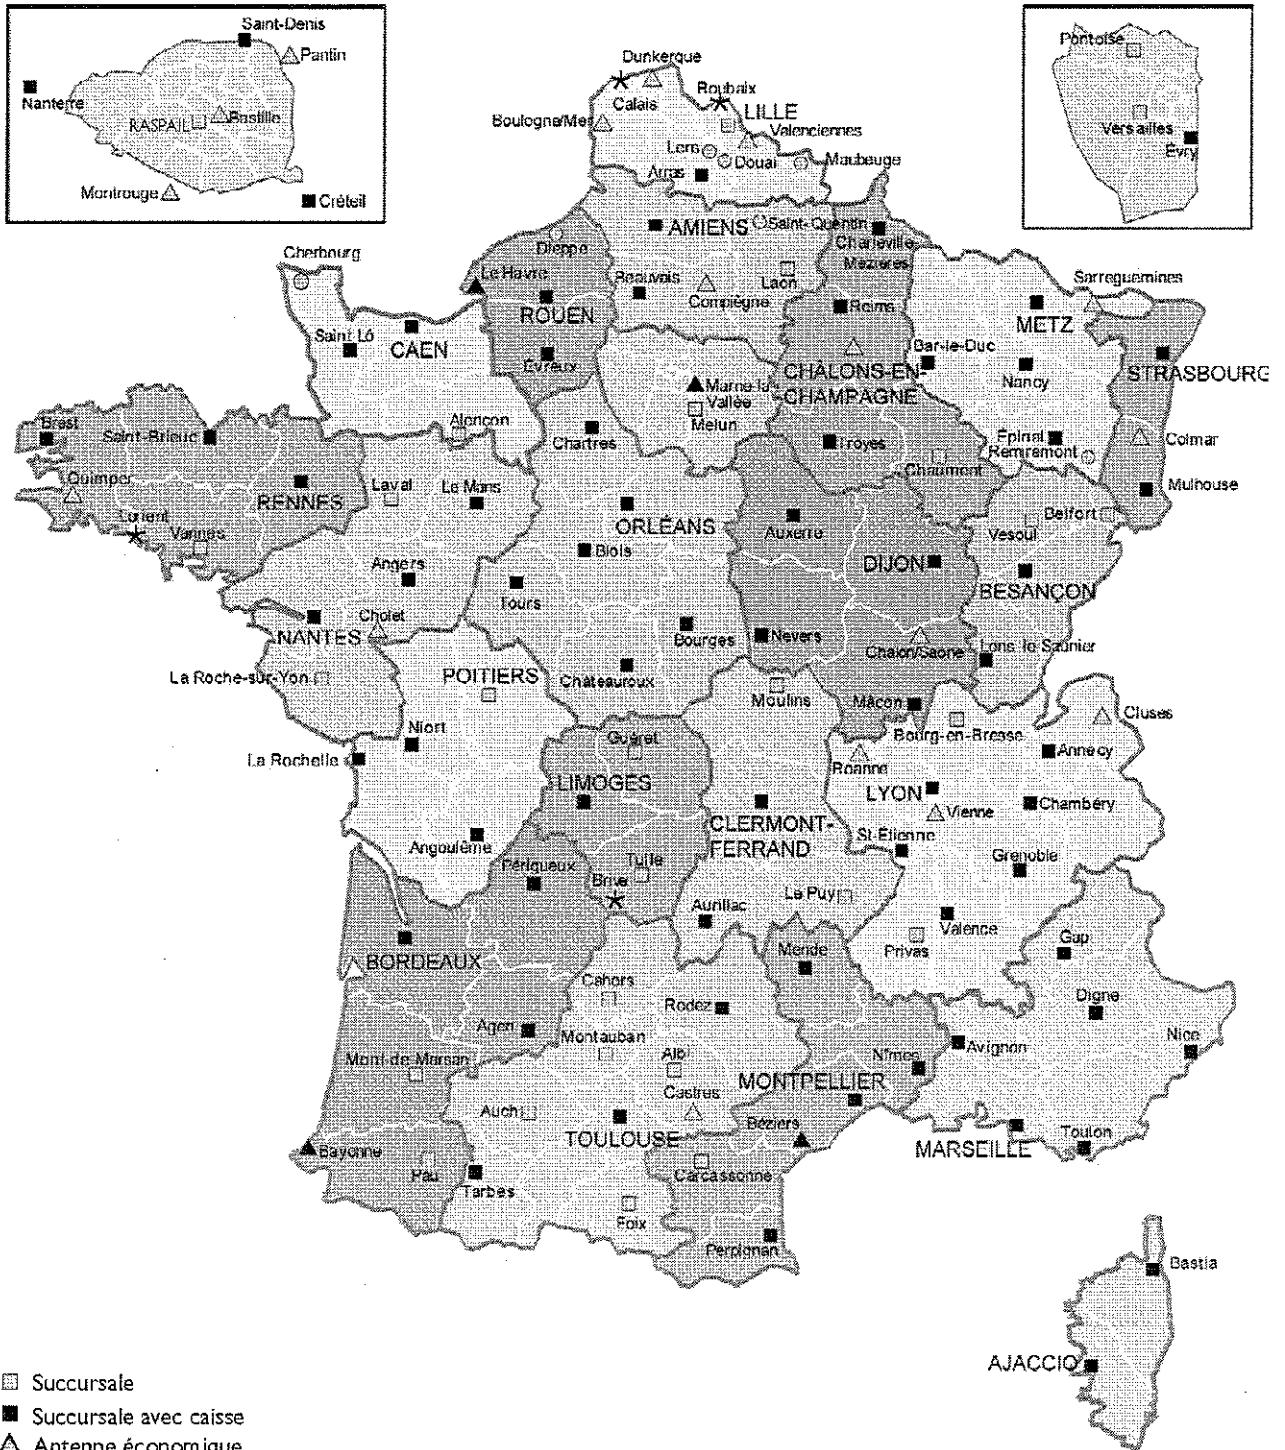 Saint-Denis
Pantin
Nanterre
RASPAIL
Bastille
Montrouge
Créteil
Pontoise
Versailles
Évry
Dunkerque
Calais
Roubaix
Boulogne/Mer
LILLE
Valenciennes
Lens
Douai
Maubeuge
Arras
AMIENS
Saint-Quentin
Charleville
Mézières
Cherbourg
Dieppe
Le Havre
Beauvais
Laon
Compiègne
Sarreguemines
ROUEN
Reims
METZ
Saint Lô
CAEN
Évreux
Bar-le-Duc
Nancy
CHÂLONS-EN-
CHAMPAGNE
STRASBOURG
Marne-la-
Vallée
Melun
Brest
Saint-Brieuc
Alençon
Chartres
Troyes
Épinal
Remiremont
Colmar
Chaumont
Quimper
RENNES
Laval
Le Mans
Mulhouse
Lorient
Vannes
ORLÉANS
Auxerre
Vesoul
Belfort
Blois
DIJON
Angers
BESANÇON
Tours
Cholet
NANTES
Bourges
Nevers
Chalon/Saone
Lons le Saunier
La Roche-sur-Yon
POITIERS
Châteauroux
Moulins
Mâcon
Cluses
Niort
Guéret
Bourg-en-Bresse
Annecy
La Rochelle
Roanne
LIMOGES
LYON
Chambéry
Vienne
CLERMONT-
FERRAND
St-Étienne
Angoulême
Périgueux
Tulle
Grenoble
Brive
Le Puy
Aurillac
Valence
BORDEAUX
Mende
Privas
Gap
Cahors
Rodez
Digne
Agen
Montauban
Nice
Avignon
Albi
Nîmes
Mont-de-Marsan
MONTPELLIER
Castres
Auch
TOULOUSE
Béziers
Toulon
MARSEILLE
Bayonne
Pau
Tarbes
Carcassonne
Foix
Perpignan
Bastia
AJACCIO
Succursale
Succursale avec caisse
Antenne économique